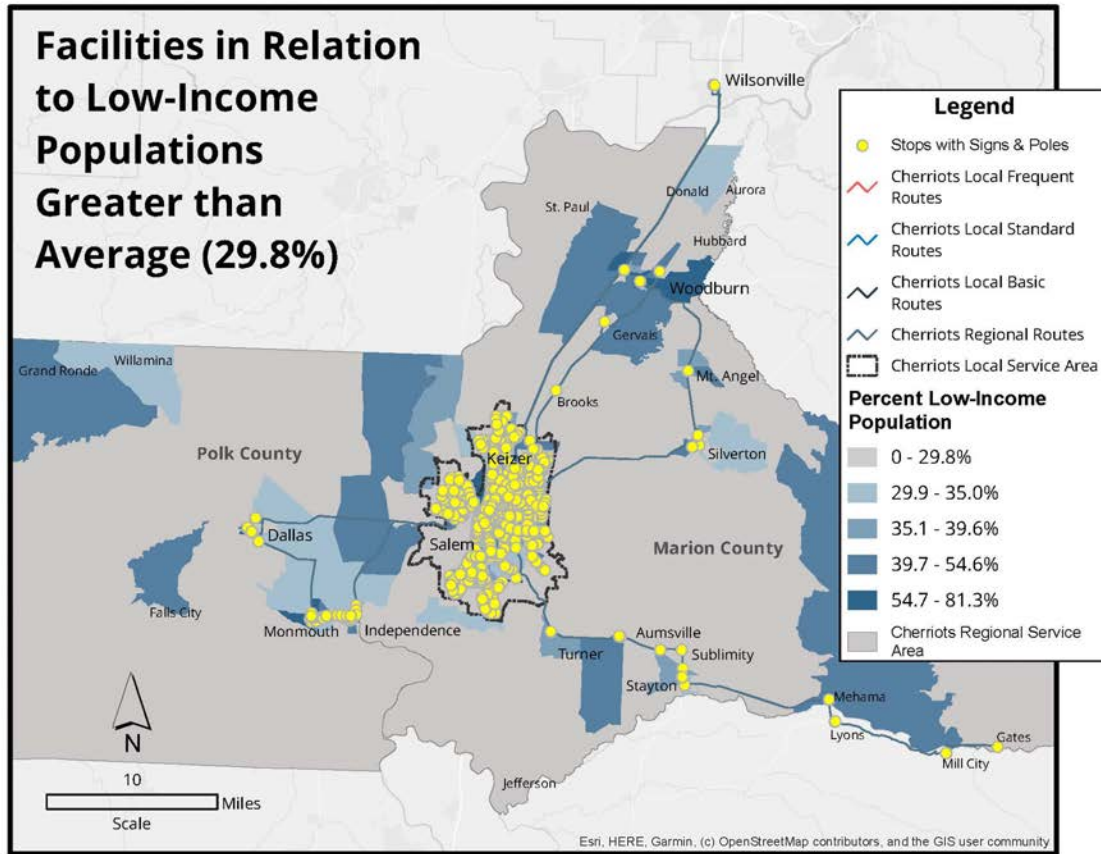 Facilities in Relation
to Low-Income
Populations
Greater than
Average (29.8%)
Wilsonville
Donald
Aurora
St. Paul
Hubbard
Woodburn
Gervais
Mt. Angel
Brooks
Silverton
Grand Ronde
Willamina
Polk County
Keizer
Dallas
Salem
Marion County
Falls City
Monmouth
Independence
Turner
Aumsville
Sublimity
Stayton
Mehama
Lyons
Gates
Mill City
Jefferson
N
10
Miles
Scale
Legend
Stops with Signs & Poles
Cherriots Local Frequent
Routes
Cherriots Local Standard
Routes
Cherriots Local Basic
Routes
Cherriots Regional Routes
Cherriots Local Service Area
Percent Low-Income
Population
0 - 29.8%
29.9 - 35.0%
35.1 - 39.6%
39.7 - 54.6%
54.7 - 81.3%
Cherriots Regional Service
Area
Esri, HERE, Garmin, (c) OpenStreetMap contributors, and the GIS user community